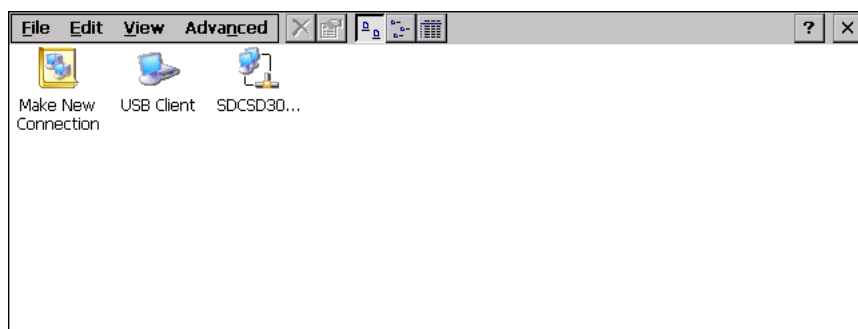 File Edit View Advanced ?
Make New USB Client SDCSD30...
Connection